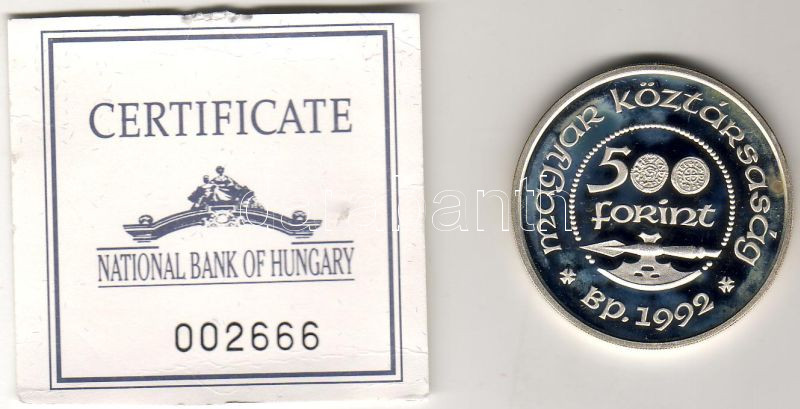 CERTIFICATE
NATIONAL BANK OF HUNGARY
002666
magyar köztársaság
500
forint
Bp. 1992